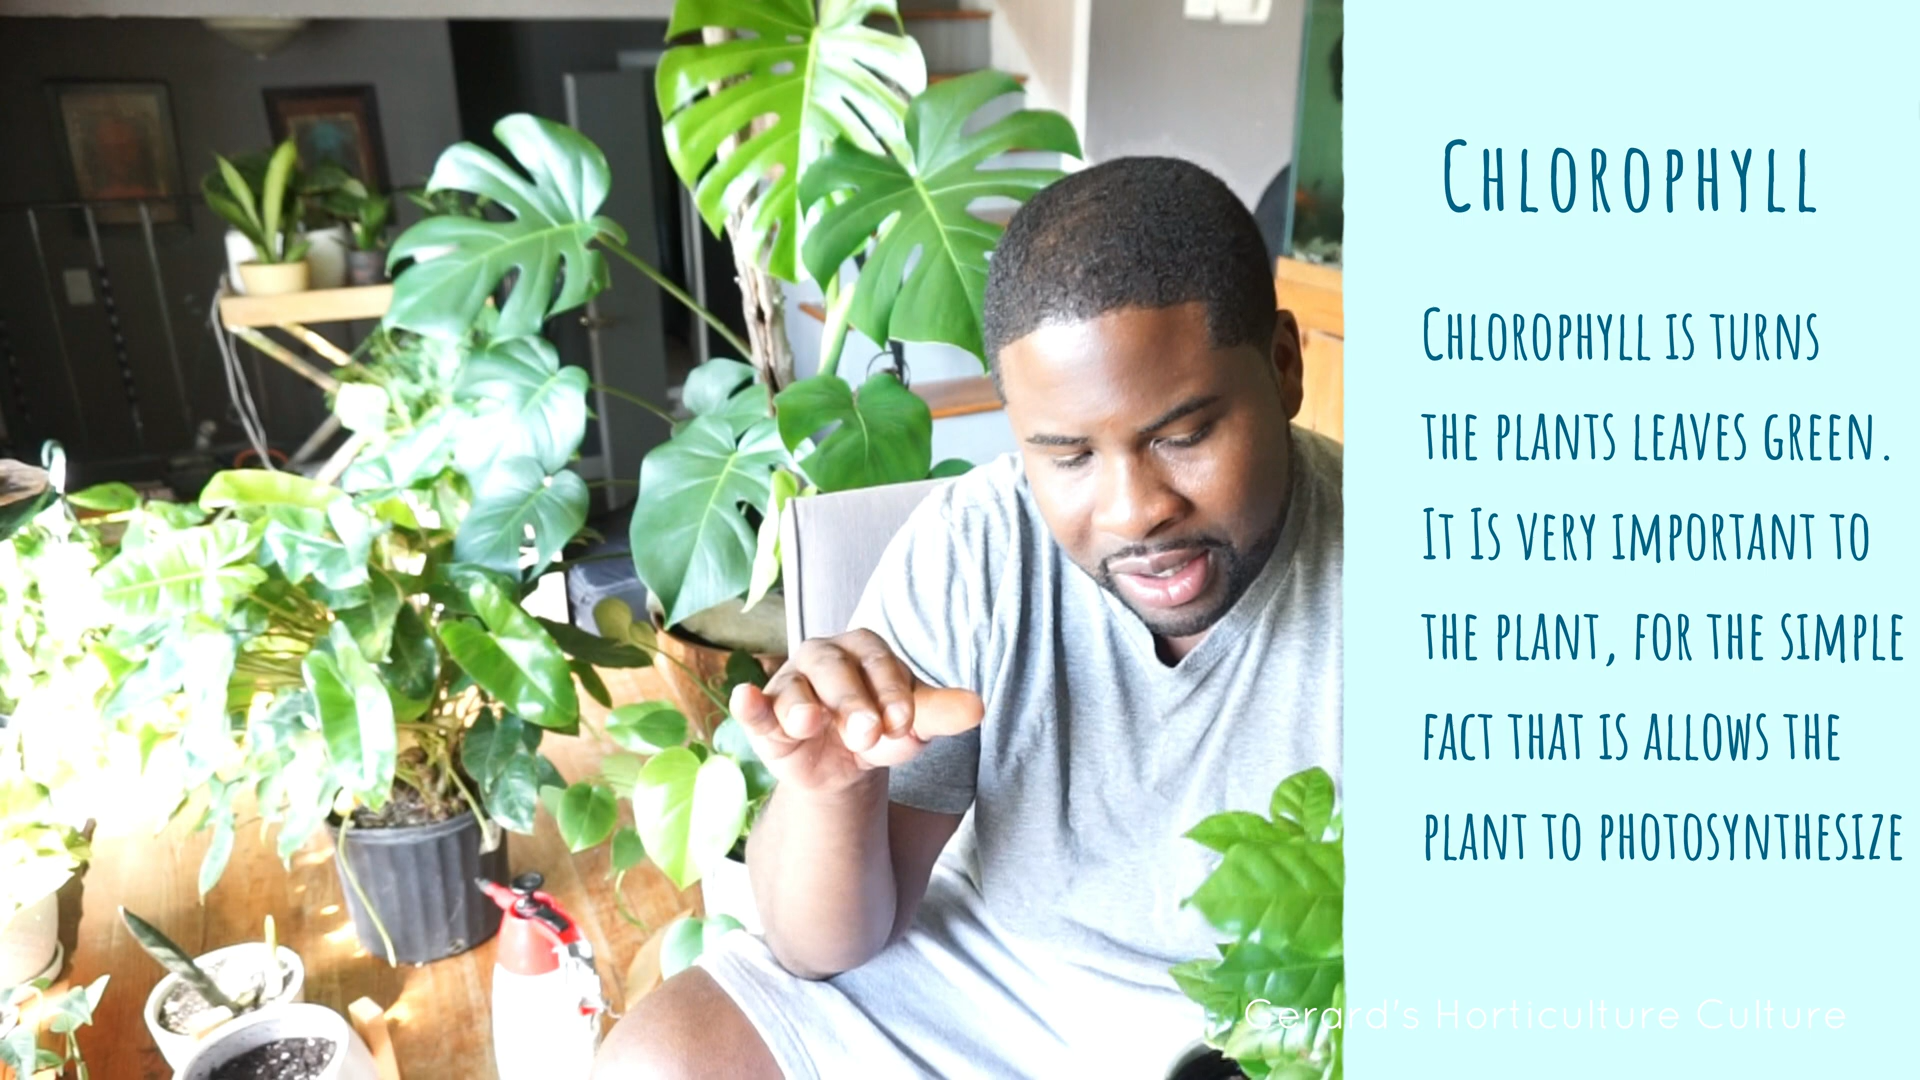 Chlorophyll
Chlorophyll is turns
the plants leaves green.
It Is very important to
the plant, for the simple
fact that is allows the
plant to photosynthesize
Gerard's Horticulture Culture